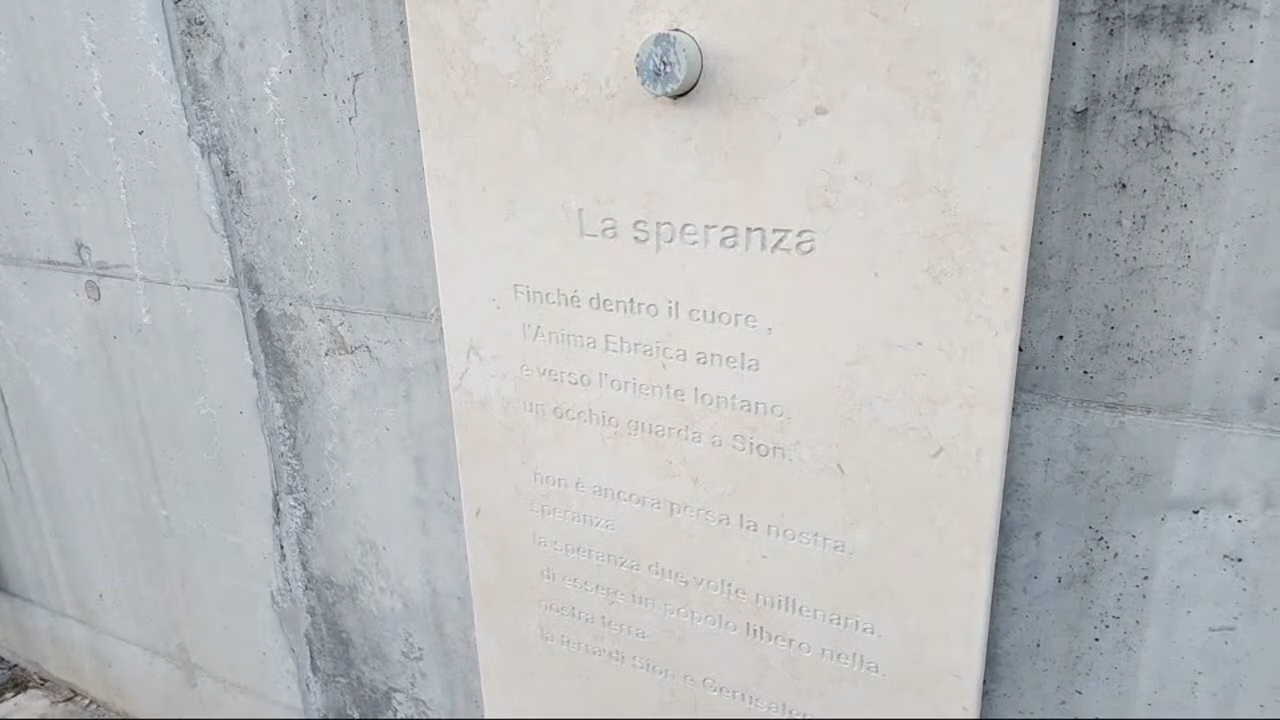 La speranza
Finché dentro il cuore ,
l'Anima Ebraica anela
e verso l'oriente lontano,
un occhio guarda a Sion.
non è ancora persa la nostra,
speranza
la speranza due volte millenaria.
di essere un popolo libero nella,
nostra terra
la terra di Sion e Gerusalem